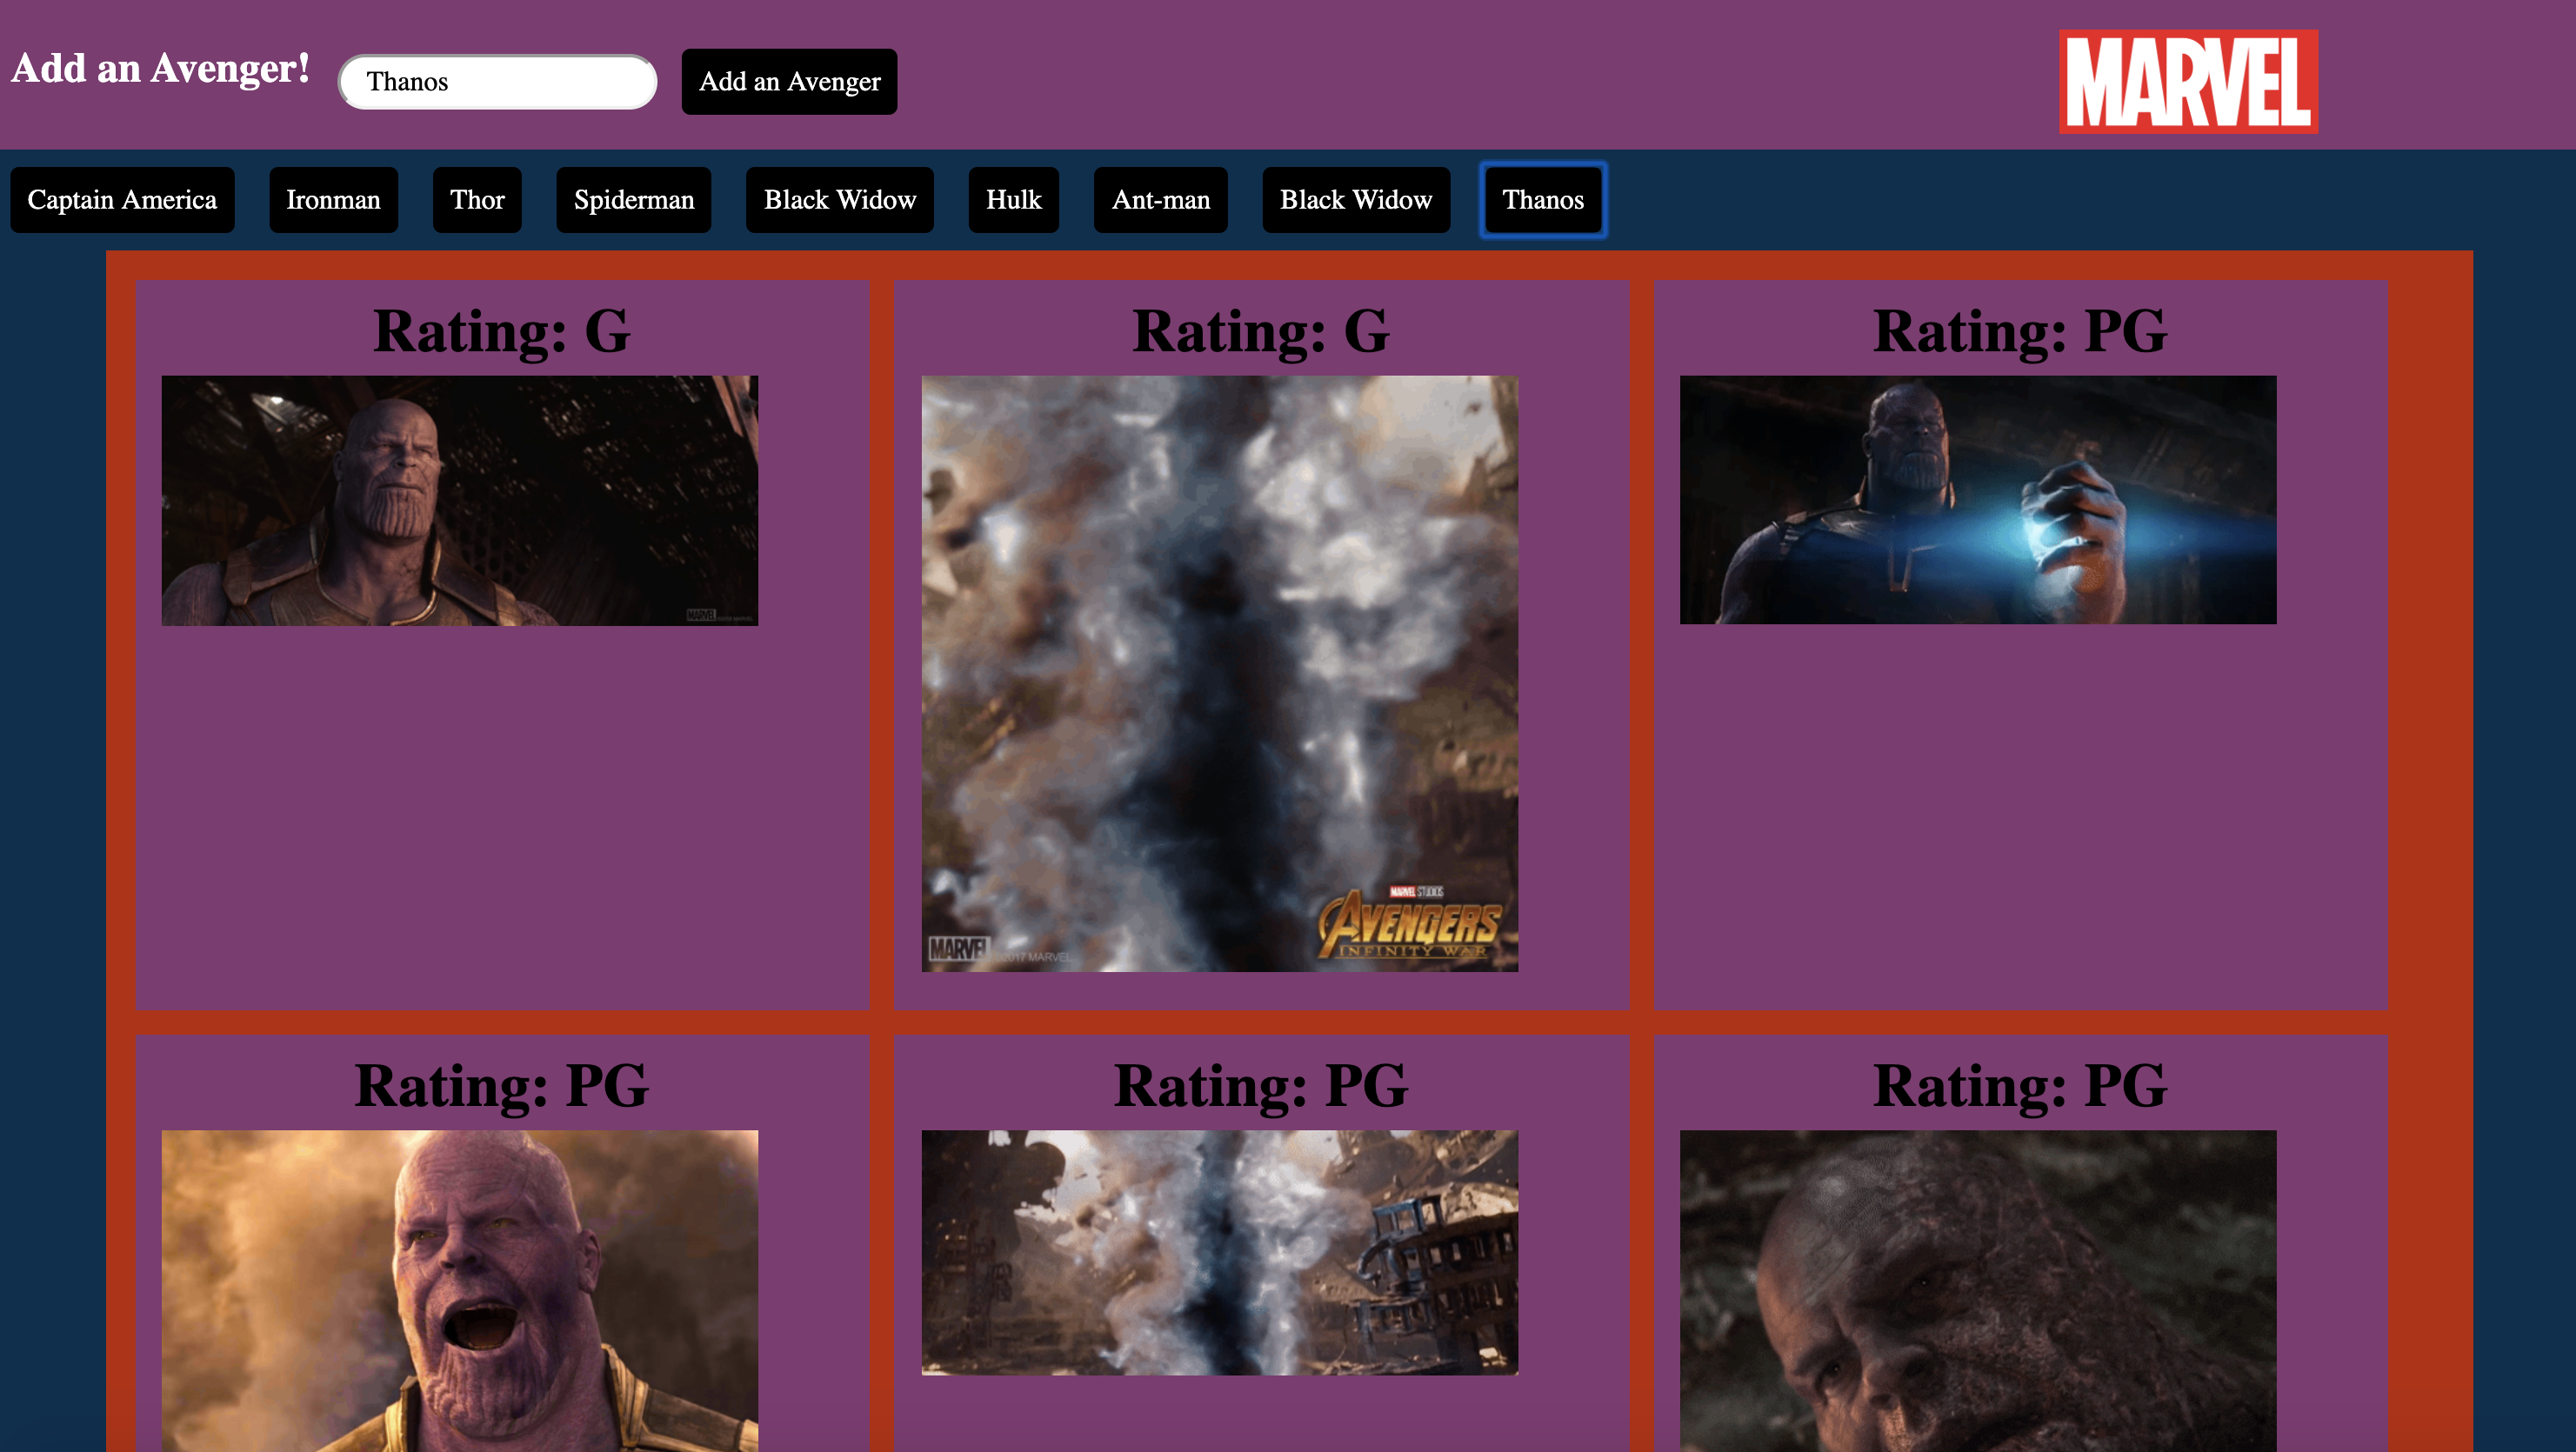 Add an Avenger!
Thanos
Add an Avenger
MARVEL
Captain America
Ironman
Thor
Spiderman
Black Widow
Hulk
Ant-man
Black Widow
Thanos
Rating: G
Rating: G
Rating: PG
MARVEL
MARVEL STUDIOS
AVENGERS
INFINITY WAR
MARVEL ©2017 MARVEL
Rating: PG
Rating: PG
Rating: PG